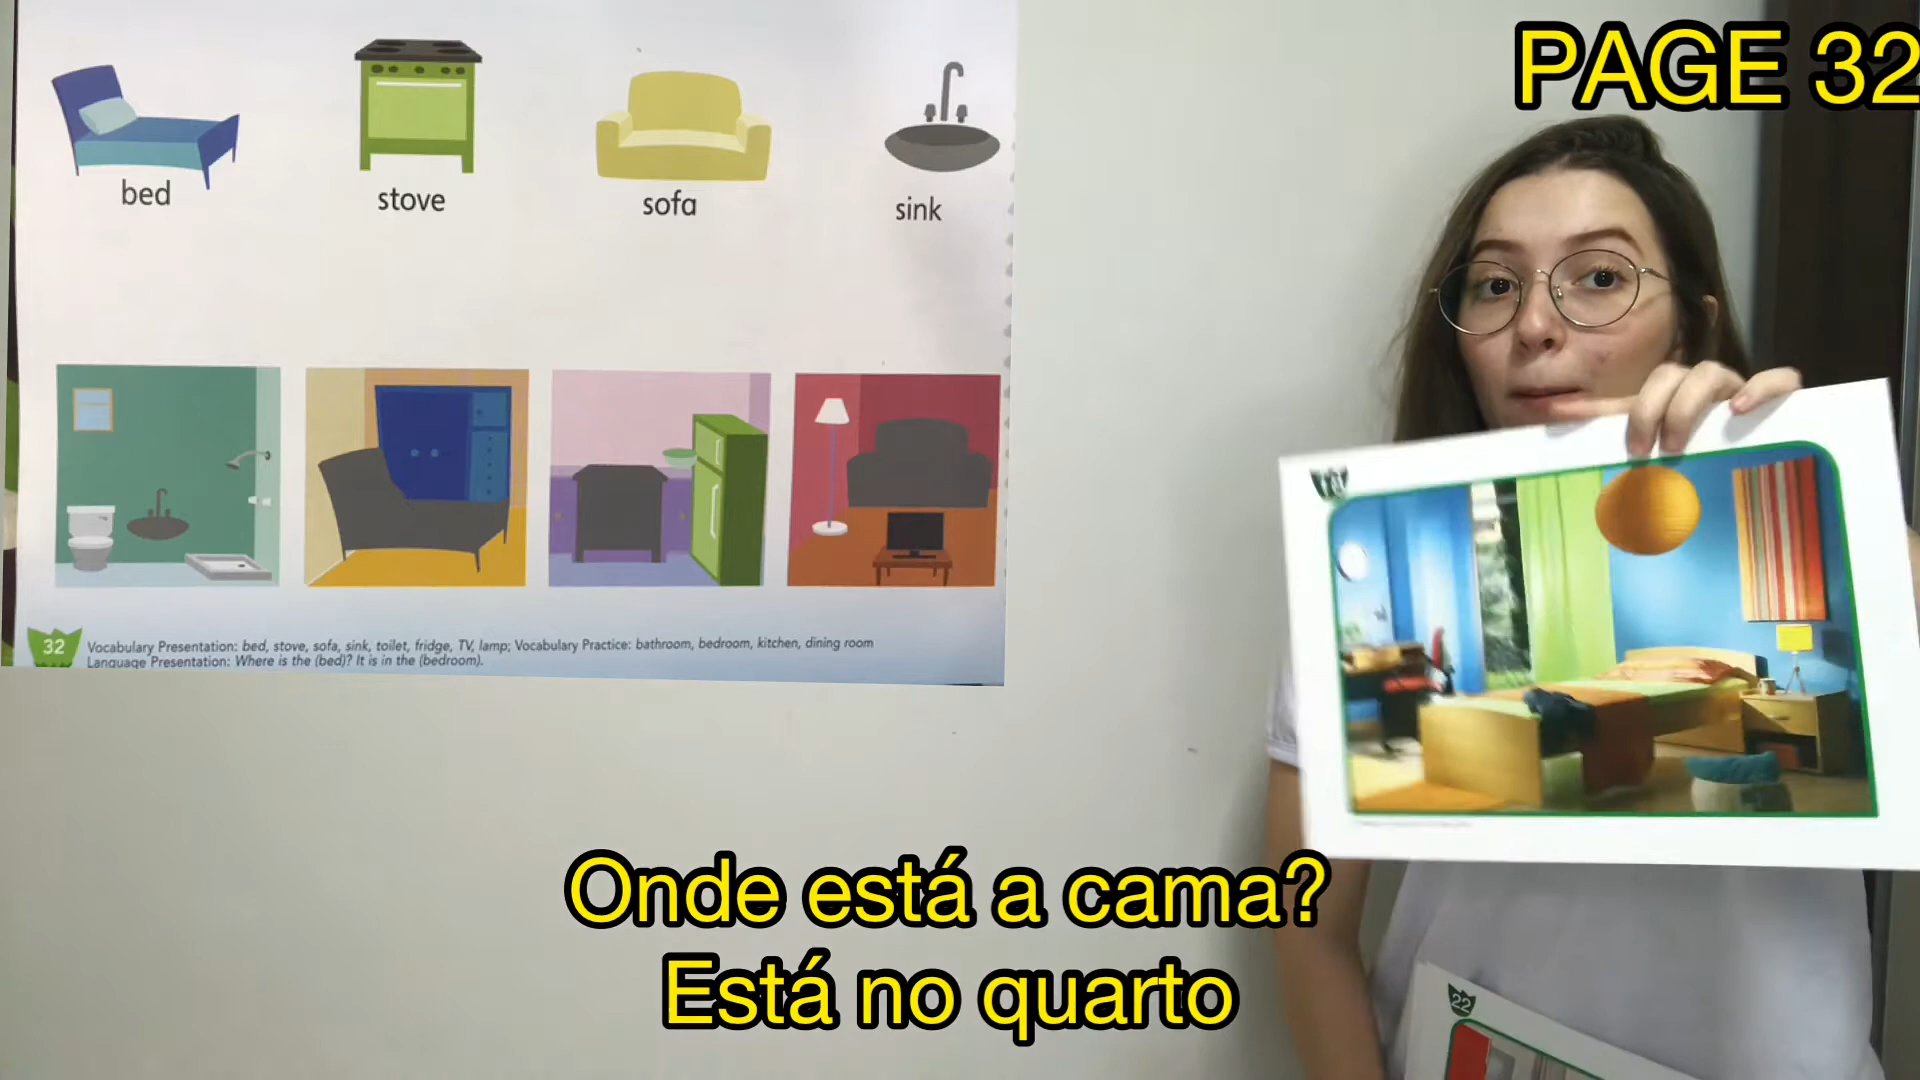 PAGE 32
bed
stove
sofa
sink
32
Vocabulary Presentation: bed, stove, sofa, sink, toilet, fridge, TV, lamp; Vocabulary Practice: bathroom, bedroom, kitchen, dining room
Language Presentation: Where is the (bed)? It is in the (bedroom).
Onde está a cama?
Está no quarto
22